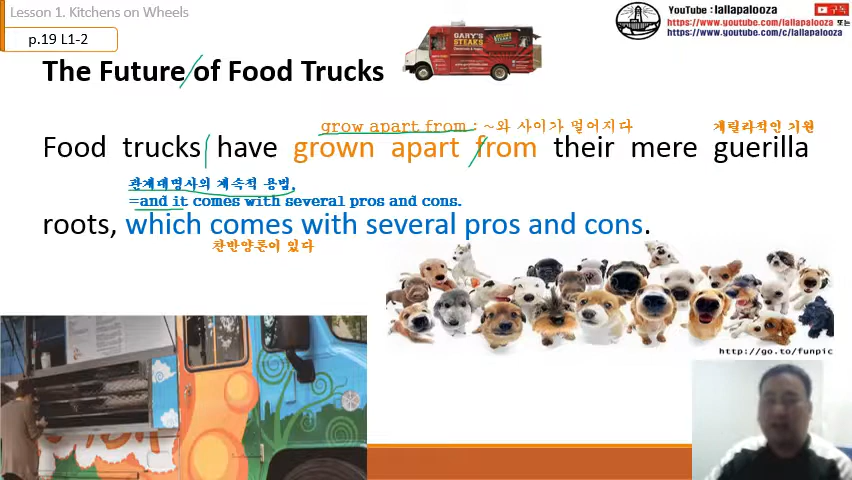 Lesson 1. Kitchens on Wheels
p.19 L1-2
YouTube : lallapalooza 구독
https://www.youtube.com/lallapalooza 또는
https://www.youtube.com/c/lallapalooza
The Future of Food Trucks
GARY'S
STEAKS
grow apart from : ~와 사이가 멀어지다
게릴라적인 기원
Food trucks have grown apart from their mere guerilla
관계대명사의 계속적 용법,
=and it comes with several pros and cons.
roots, which comes with several pros and cons.
찬반양론이 있다
http://go.to/funpic